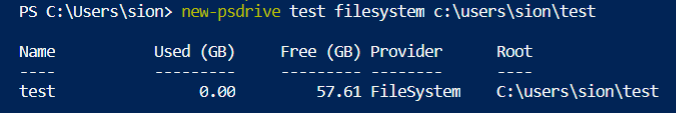 PS C:\Users\sion> new-psdrive test filesystem c:\users\sion\test
Name Used (GB) Free (GB) Provider Root
---- --------- --------- -------- ----
test 0.00 57.61 FileSystem C:\users\sion\test